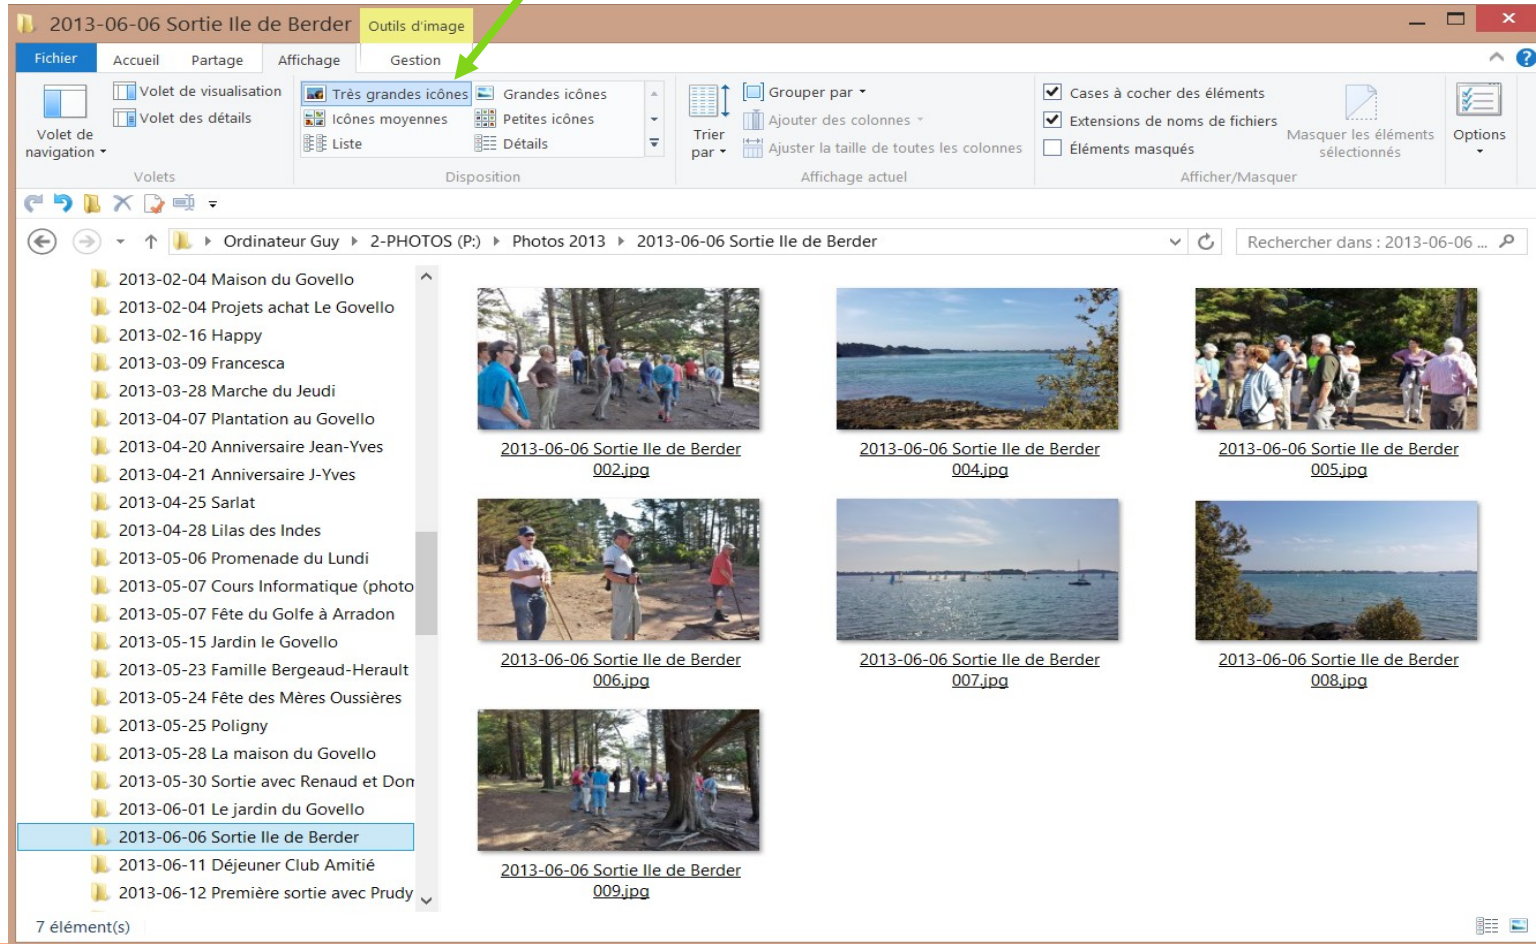 2013-06-06 Sortie Ile de Berder
Outils d'image
Fichier
Accueil
Partage
Affichage
Gestion
Volet de navigation
Volet de visualisation
Volet des détails
Volets
Très grandes icônes
Grandes icônes
Icônes moyennes
Petites icônes
Liste
Détails
Disposition
Trier par
Grouper par
Ajouter des colonnes
Ajuster la taille de toutes les colonnes
Affichage actuel
Cases à cocher des éléments
Extensions de noms de fichiers
Éléments masqués
Masquer les éléments
sélectionnés
Afficher/Masquer
Options
Ordinateur Guy
2-PHOTOS (P:)
Photos 2013
2013-06-06 Sortie Ile de Berder
Rechercher dans : 2013-06-06 ...
2013-02-04 Maison du Govello
2013-02-04 Projets achat Le Govello
2013-02-16 Happy
2013-03-09 Francesca
2013-03-28 Marche du Jeudi
2013-04-07 Plantation au Govello
2013-04-20 Anniversaire Jean-Yves
2013-04-21 Anniversaire J-Yves
2013-04-25 Sarlat
2013-04-28 Lilas des Indes
2013-05-06 Promenade du Lundi
2013-05-07 Cours Informatique (photo
2013-05-07 Fête du Golfe à Arradon
2013-05-15 Jardin le Govello
2013-05-23 Famille Bergeaud-Herault
2013-05-24 Fête des Mères Oussières
2013-05-25 Poligny
2013-05-28 La maison du Govello
2013-05-30 Sortie avec Renaud et Dom
2013-06-01 Le jardin du Govello
2013-06-06 Sortie Ile de Berder
2013-06-11 Déjeuner Club Amitié
2013-06-12 Première sortie avec Prudy
2013-06-06 Sortie Ile de Berder
002.jpg
2013-06-06 Sortie Ile de Berder
004.jpg
2013-06-06 Sortie Ile de Berder
005.jpg
2013-06-06 Sortie Ile de Berder
006.jpg
2013-06-06 Sortie Ile de Berder
007.jpg
2013-06-06 Sortie Ile de Berder
008.jpg
2013-06-06 Sortie Ile de Berder
009.jpg
7 élément(s)